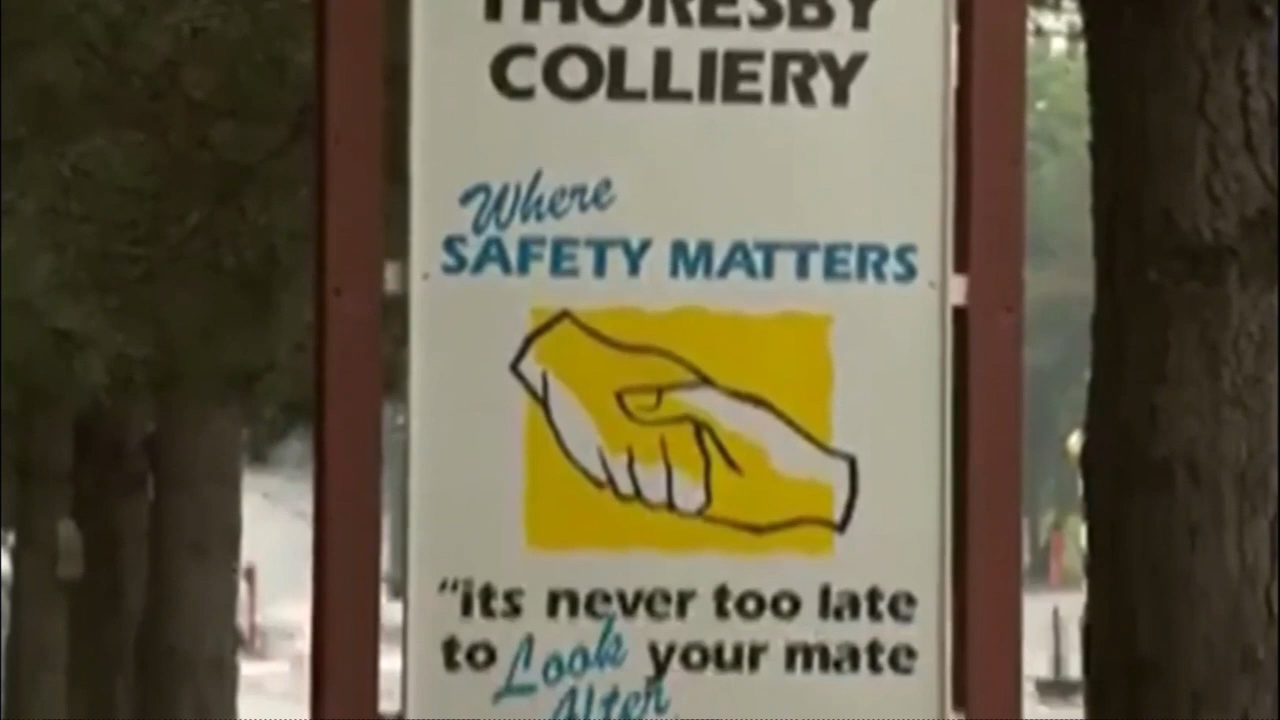 THORESBY
COLLIERY
Where
SAFETY MATTERS
“its never too late
to Look your mate
After